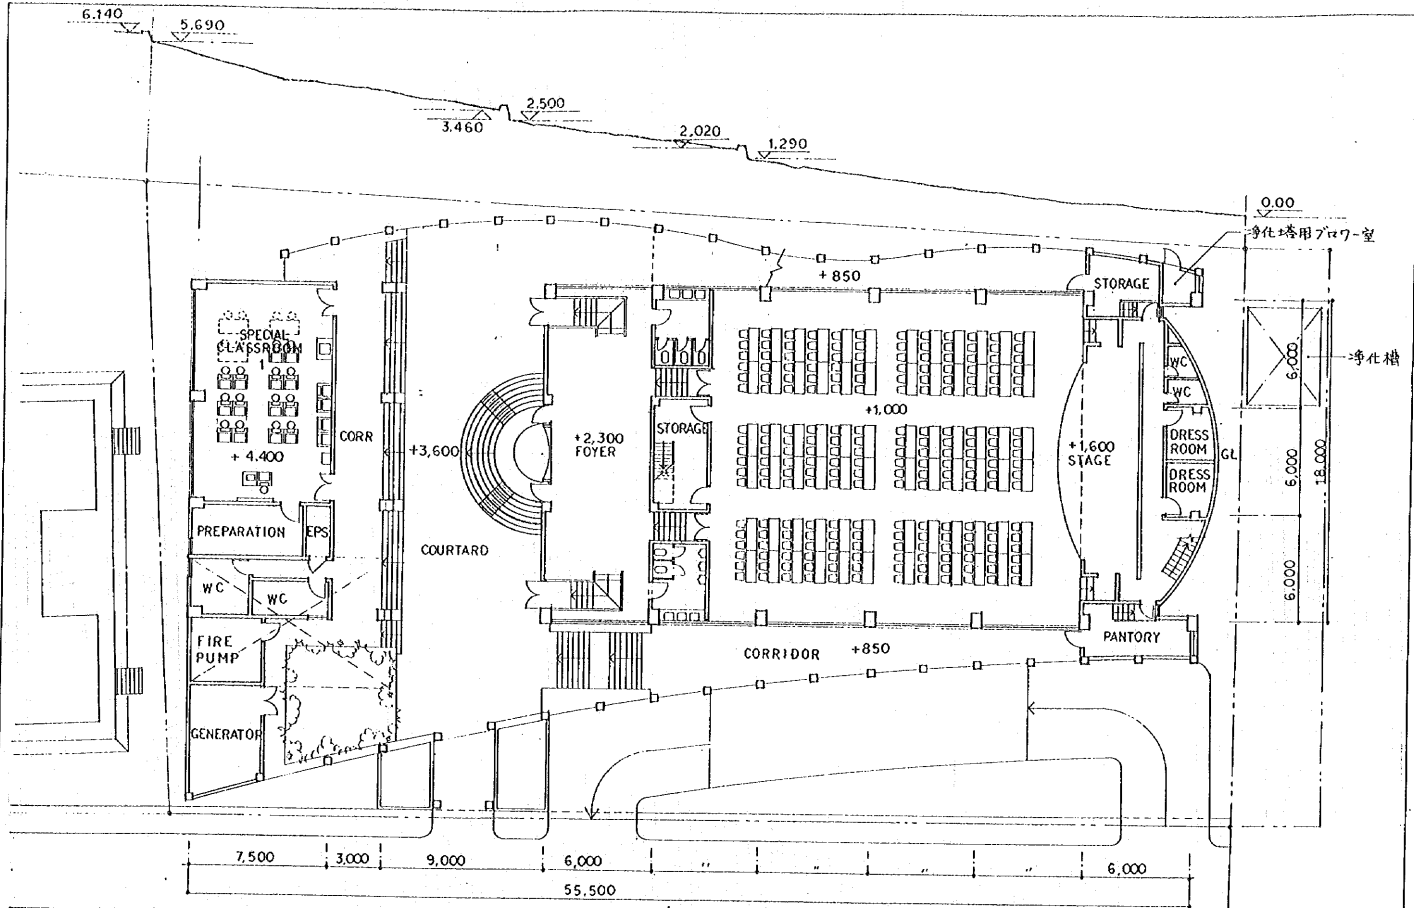 6.140
5.690
2,500
3.460
2,020
1,290
0.00
浄化塔用ブロワー室
+850
STORAGE
SPECIAL
CLASSROOM
1
WC
6,000
浄化槽
WC
+1,000
CORR
+3,600
+2,300
FOYER
STORAGE
+1,600
STAGE
DRESS
ROOM
GL
+4.400
DRESS
ROOM
6,000
18,000
PREPARATION
EPS
COURTARD
WC
WC
6.000
FIRE
PUMP
CORRIDOR
+850
PANTORY
GENERATOR
7,500
3,000
9,000
6,000
〃
〃
〃
〃
6,000
55,500